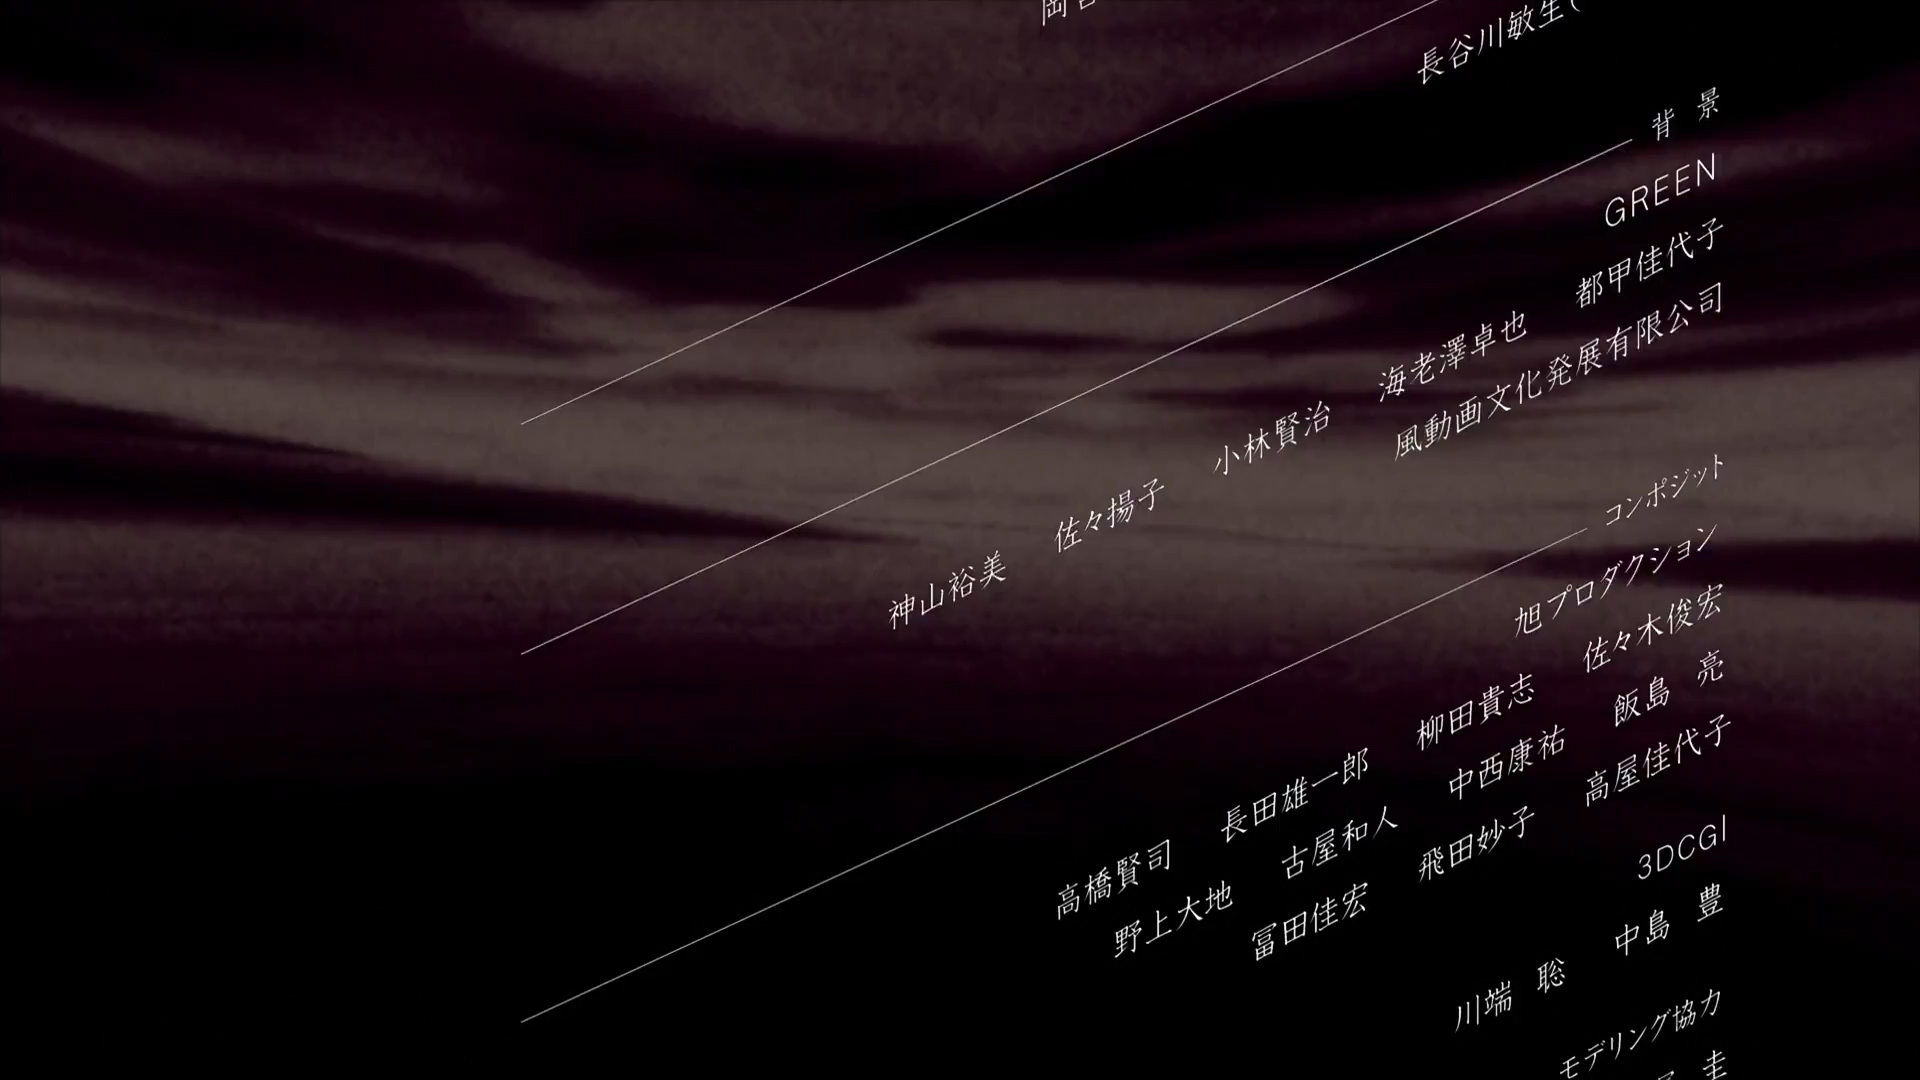 長谷川敏生(
背 景
GREEN
神山裕美 佐々揚子 小林賢治 海老澤卓也 都甲佳代子
風動画文化発展有限公司
コンポジット
旭プロダクション
高橋賢司 長田雄一郎 柳田貴志 佐々木俊宏
野上大地 古屋和人 中西康祐 飯島 亮
冨田佳宏 飛田妙子 高屋佳代子
3DCGI
川端 聡 中島 豊
モデリング協力
圭